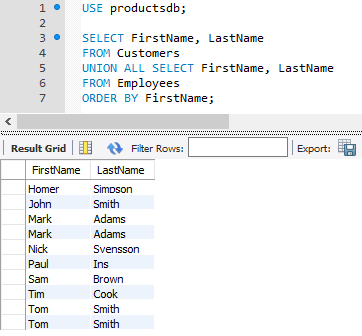 1 USE productsdb;
2
3 SELECT FirstName, LastName
4 FROM Customers
5 UNION ALL SELECT FirstName, LastName
6 FROM Employees
7 ORDER BY FirstName;
Result Grid Filter Rows: Export:
FirstName LastName
Homer Simpson
John Smith
Mark Adams
Mark Adams
Nick Svensson
Paul Ins
Sam Brown
Tim Cook
Tom Smith
Tom Smith